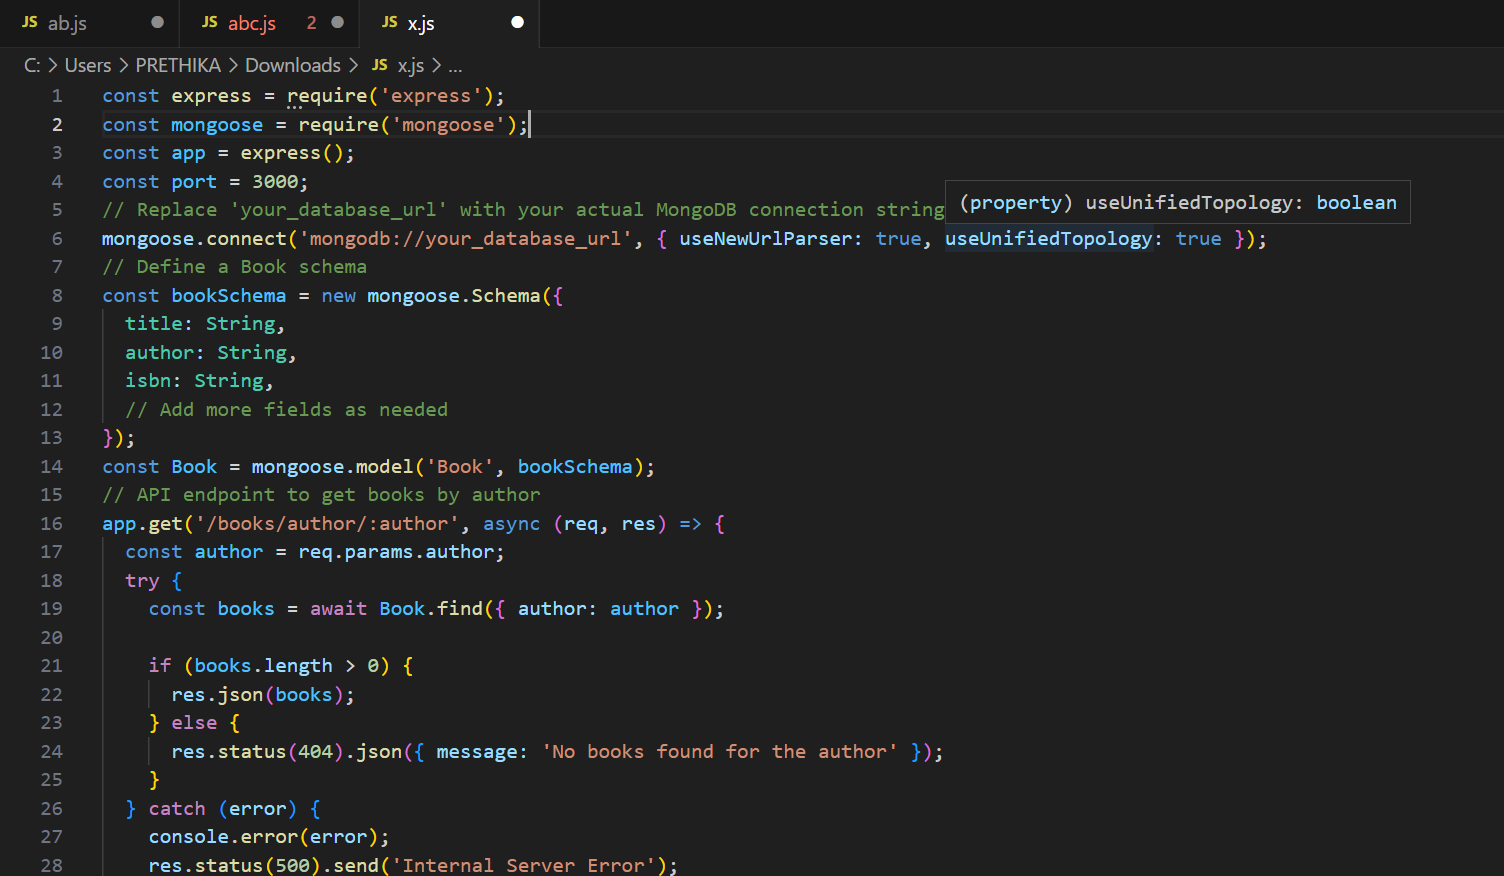 JS ab.js ● JS abc.js 2 ● JS x.js ●
C: > Users > PRETHIKA > Downloads > JS x.js > ...
1 const express = require('express');
2 const mongoose = require('mongoose');
3 const app = express();
4 const port = 3000;
5 // Replace 'your_database_url' with your actual MongoDB connection string
(property) useUnifiedTopology: boolean
6 mongoose.connect('mongodb://your_database_url', { useNewUrlParser: true, useUnifiedTopology: true });
7 // Define a Book schema
8 const bookSchema = new mongoose.Schema({
9   title: String,
10   author: String,
11   isbn: String,
12   // Add more fields as needed
13 });
14 const Book = mongoose.model('Book', bookSchema);
15 // API endpoint to get books by author
16 app.get('/books/author/:author', async (req, res) => {
17   const author = req.params.author;
18   try {
19     const books = await Book.find({ author: author });
20
21     if (books.length > 0) {
22       res.json(books);
23     } else {
24       res.status(404).json({ message: 'No books found for the author' });
25     }
26   } catch (error) {
27     console.error(error);
28     res.status(500).send('Internal Server Error');